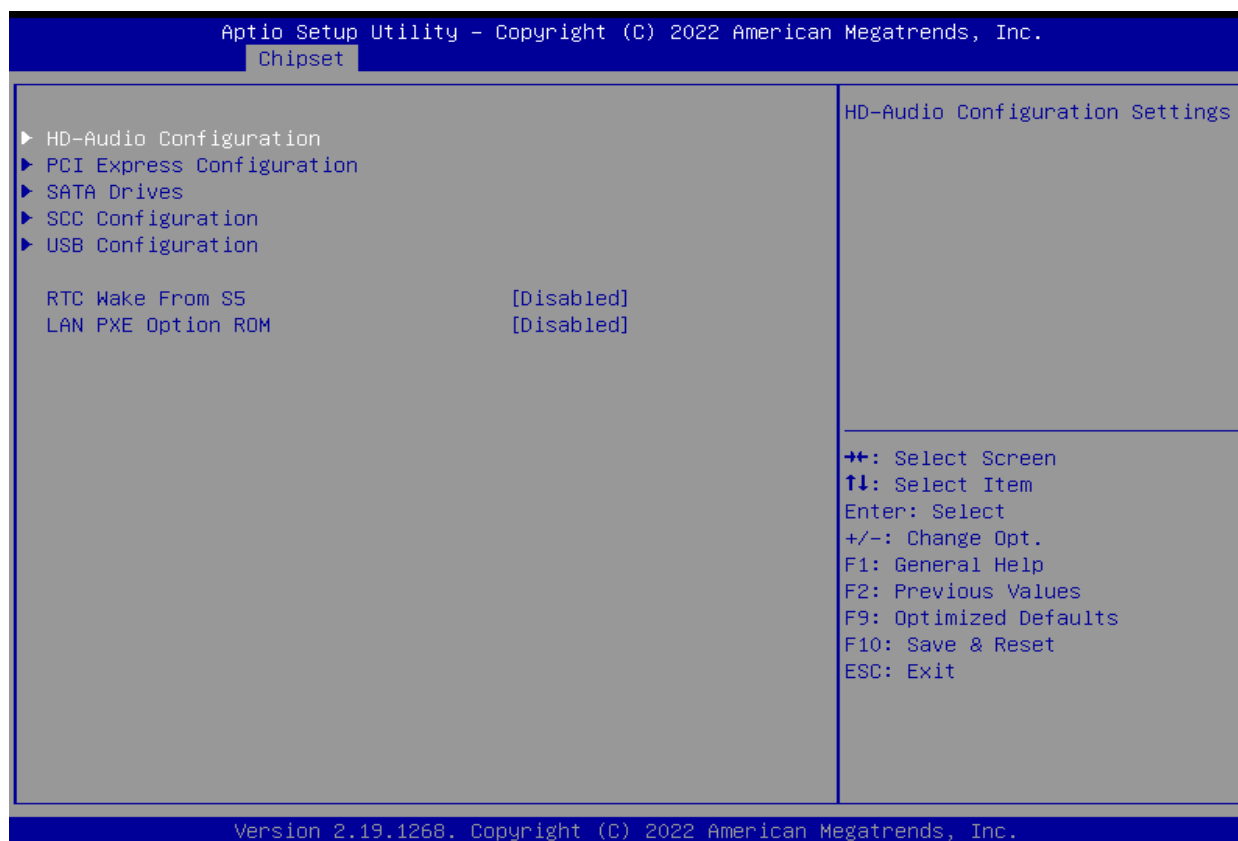 Aptio Setup Utility – Copyright (C) 2022 American Megatrends, Inc.
Chipset
HD-Audio Configuration
PCI Express Configuration
SATA Drives
SCC Configuration
USB Configuration
RTC Wake From S5 [Disabled]
LAN PXE Option ROM [Disabled]
HD-Audio Configuration Settings
→←: Select Screen
↑↓: Select Item
Enter: Select
+/-: Change Opt.
F1: General Help
F2: Previous Values
F9: Optimized Defaults
F10: Save & Reset
ESC: Exit
Version 2.19.1268. Copyright (C) 2022 American Megatrends, Inc.